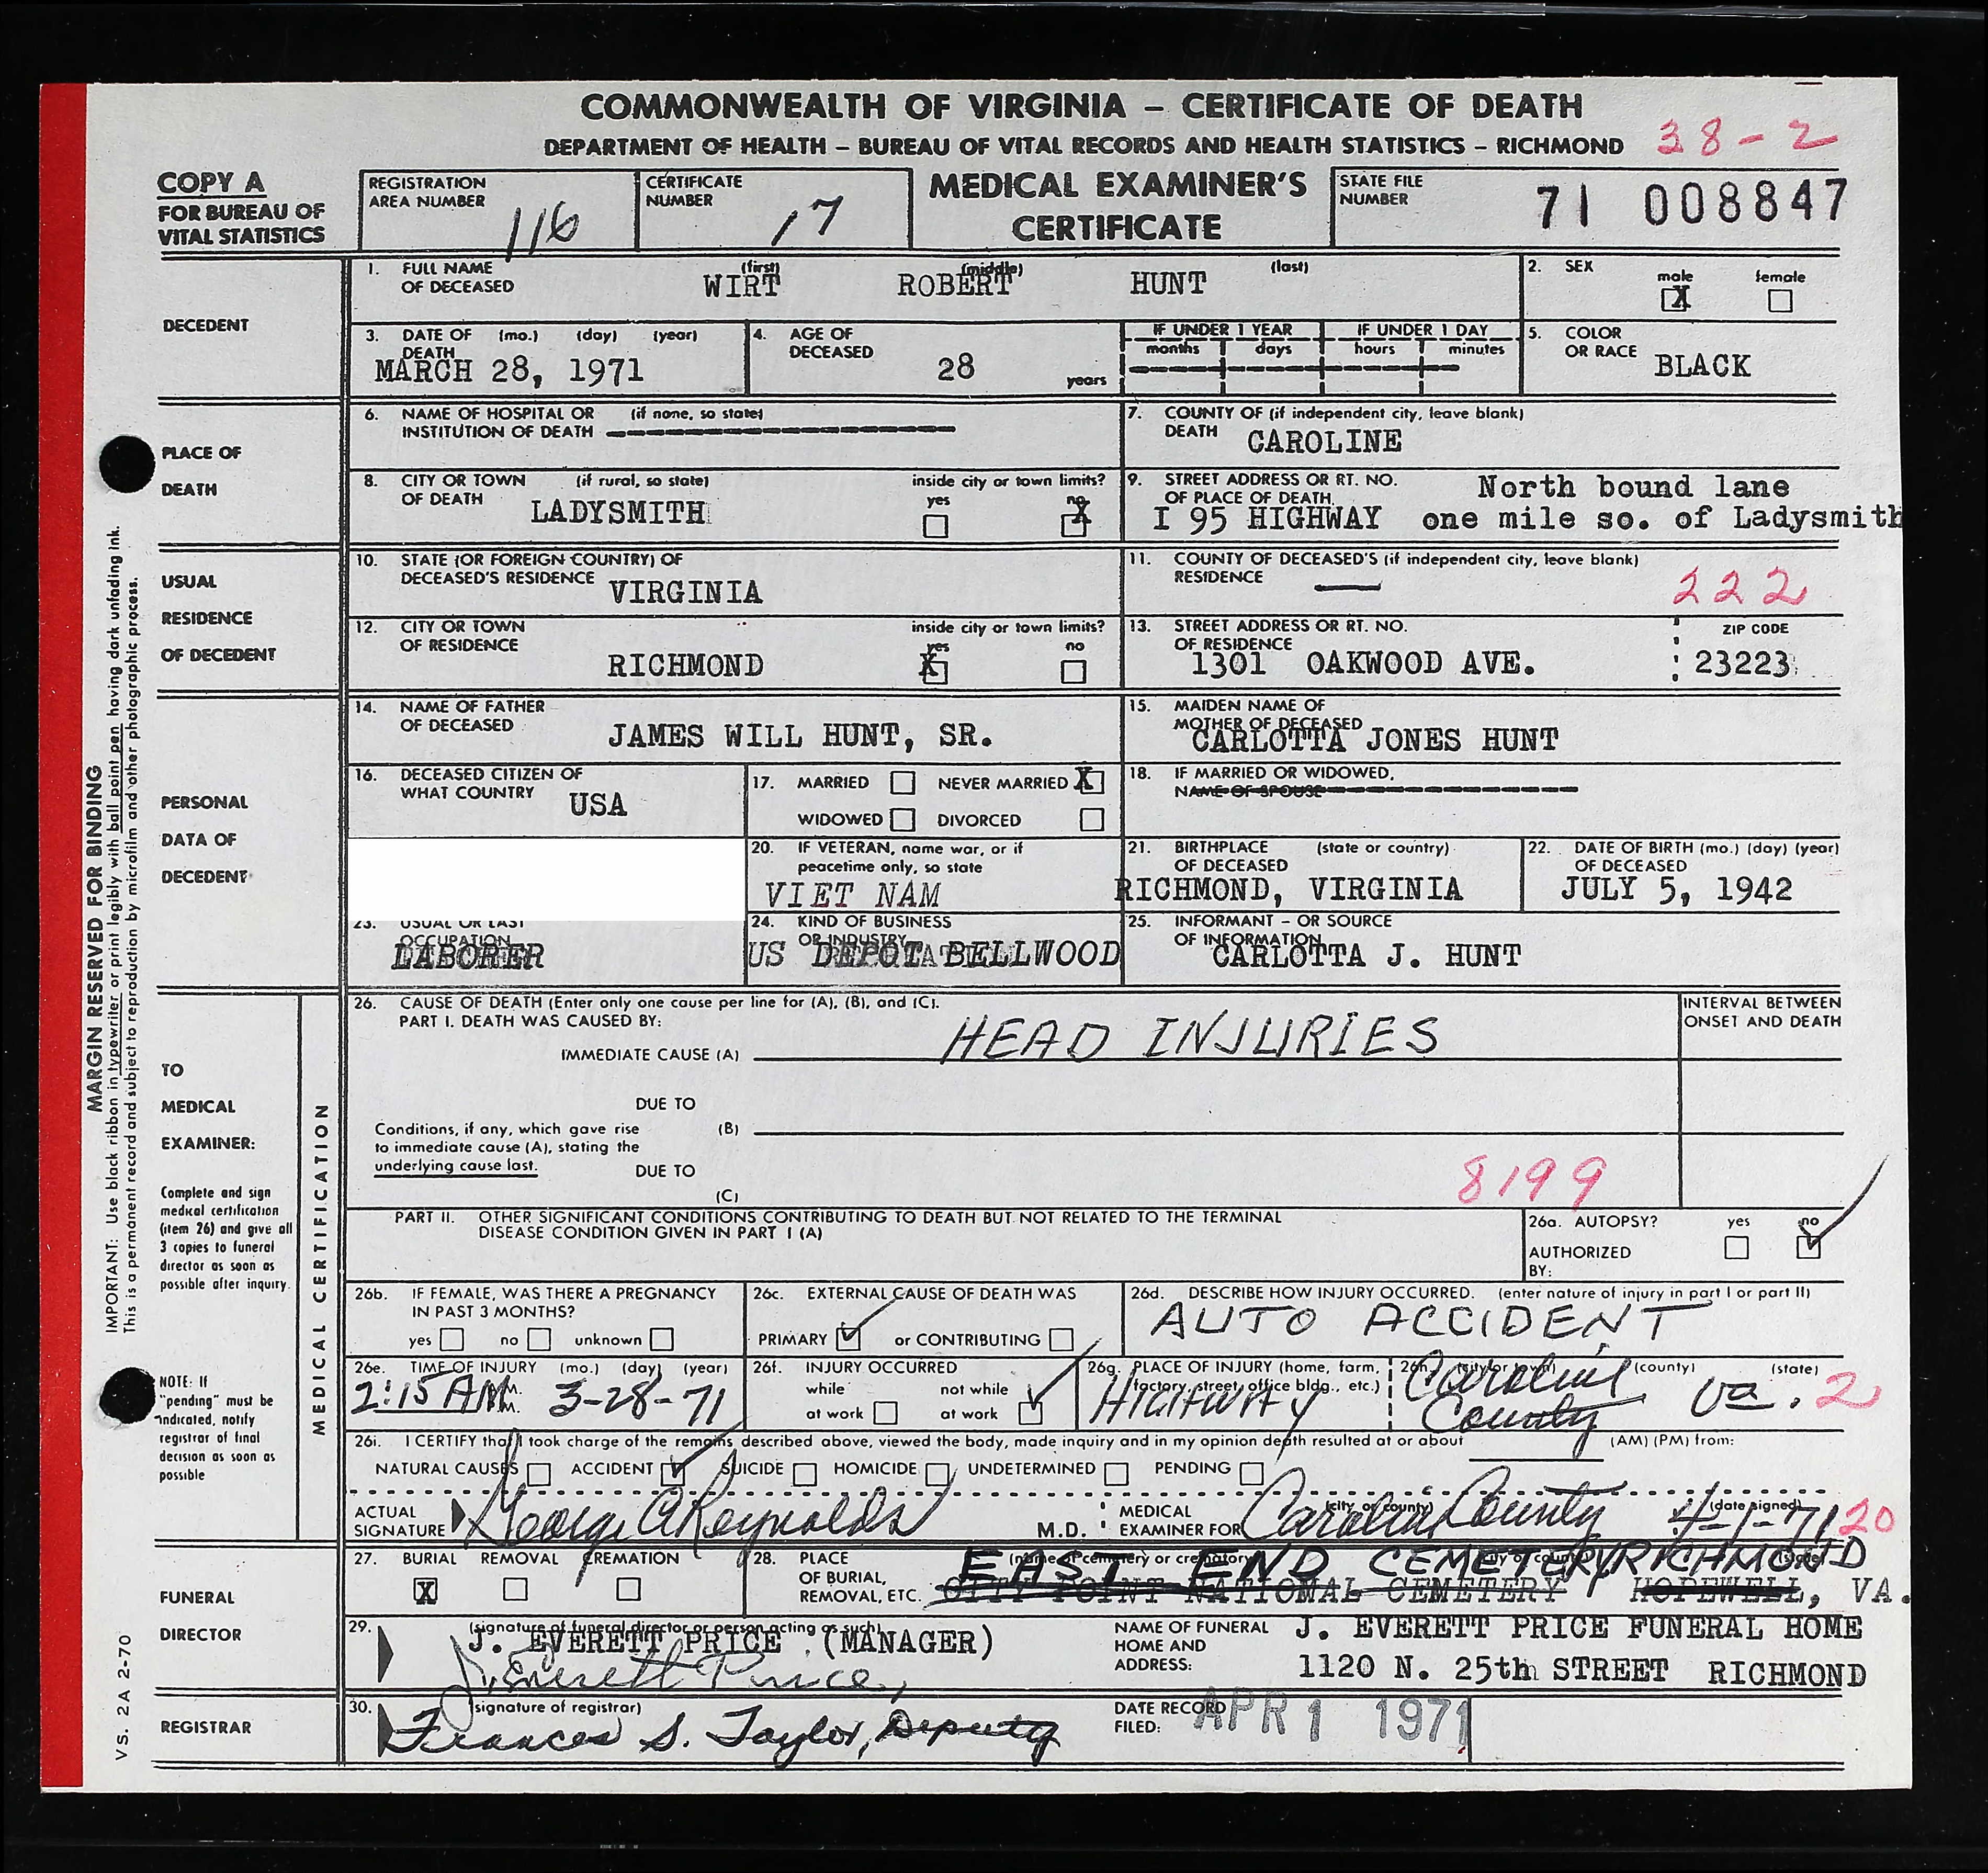 COMMONWEALTH OF VIRGINIA – CERTIFICATE OF DEATH
DEPARTMENT OF HEALTH – BUREAU OF VITAL RECORDS AND HEALTH STATISTICS – RICHMOND
38-2
COPY A
FOR BUREAU OF
VITAL STATISTICS
REGISTRATION
AREA NUMBER
116
CERTIFICATE
NUMBER
17
MEDICAL EXAMINER'S
CERTIFICATE
STATE FILE
NUMBER
71 008847
DECEDENT
1. FULL NAME (first) (middle) (last)
OF DECEASED WIRT ROBERT HUNT
2. SEX
male female
X
3. DATE OF (mo.) (day) (year)
DEATH
MARCH 28, 1971
4. AGE OF
DECEASED 28 years
IF UNDER 1 YEAR IF UNDER 1 DAY
months days hours minutes
5. COLOR
OR RACE BLACK
PLACE OF
DEATH
6. NAME OF HOSPITAL OR (if none, so state)
INSTITUTION OF DEATH
7. COUNTY OF (if independent city, leave blank)
DEATH CAROLINE
8. CITY OR TOWN (if rural, so state) inside city or town limits?
OF DEATH LADYSMITH yes no
X
9. STREET ADDRESS OR RT. NO. North bound lane
OF PLACE OF DEATH
I 95 HIGHWAY one mile so. of Ladysmith
USUAL
RESIDENCE
OF DECEDENT
10. STATE (OR FOREIGN COUNTRY) OF
DECEASED'S RESIDENCE VIRGINIA
11. COUNTY OF DECEASED'S (if independent city, leave blank)
RESIDENCE —
222
12. CITY OR TOWN inside city or town limits?
OF RESIDENCE yes no
RICHMOND X
13. STREET ADDRESS OR RT. NO. ZIP CODE
OF RESIDENCE
1301 OAKWOOD AVE. 23223
PERSONAL
DATA OF
DECEDENT
14. NAME OF FATHER
OF DECEASED JAMES WILL HUNT, SR.
15. MAIDEN NAME OF
MOTHER OF DECEASED
CARLOTTA JONES HUNT
16. DECEASED CITIZEN OF
WHAT COUNTRY USA
17. MARRIED NEVER MARRIED X
WIDOWED DIVORCED
18. IF MARRIED OR WIDOWED,
NAME OF SPOUSE
20. IF VETERAN, name war, or if
peacetime only, so state
VIET NAM
21. BIRTHPLACE (state or country)
OF DECEASED
RICHMOND, VIRGINIA
22. DATE OF BIRTH (mo.) (day) (year)
OF DECEASED
JULY 5, 1942
23. USUAL OR LAST
OCCUPATION
LABORER
24. KIND OF BUSINESS
OR INDUSTRY
US DEPOT BELLWOOD
25. INFORMANT – OR SOURCE
OF INFORMATION
CARLOTTA J. HUNT
MARGIN RESERVED FOR BINDING
IMPORTANT: Use black ribbon in typewriter or print legibly with ball point pen having dark unfading ink.
This is a permanent record and subject to reproduction by microfilm and other photographic process.
TO
MEDICAL
EXAMINER:
Complete and sign
medical certification
(item 26) and give all
3 copies to funeral
director as soon as
possible after inquiry.
NOTE: If
"pending" must be
indicated, notify
registrar of final
decision as soon as
possible
MEDICAL CERTIFICATION
26. CAUSE OF DEATH (Enter only one cause per line for (A), (B), and (C).
PART I. DEATH WAS CAUSED BY:
IMMEDIATE CAUSE (A) HEAD INJURIES
INTERVAL BETWEEN
ONSET AND DEATH
DUE TO
Conditions, if any, which gave rise (B)
to immediate cause (A), stating the
underlying cause last. DUE TO
(C)
8199
PART II. OTHER SIGNIFICANT CONDITIONS CONTRIBUTING TO DEATH BUT NOT RELATED TO THE TERMINAL
DISEASE CONDITION GIVEN IN PART I (A)
26a. AUTOPSY? yes no
AUTHORIZED
BY:
26b. IF FEMALE, WAS THERE A PREGNANCY
IN PAST 3 MONTHS?
yes no unknown
26c. EXTERNAL CAUSE OF DEATH WAS
PRIMARY or CONTRIBUTING
26d. DESCRIBE HOW INJURY OCCURRED. (enter nature of injury in part I or part II)
AUTO ACCIDENT
26e. TIME OF INJURY (mo.) (day) (year)
2:15 AM 3-28-71
26f. INJURY OCCURRED
while not while
at work at work
26g. PLACE OF INJURY (home, farm,
factory, street, office bldg., etc.)
HIGHWAY
26h. (city or town) (county) (state)
Caroline
County Va. 2
26i. I CERTIFY that I took charge of the remains described above, viewed the body, made inquiry and in my opinion death resulted at or about (AM) (PM) from:
NATURAL CAUSES ACCIDENT SUICIDE HOMICIDE UNDETERMINED PENDING
ACTUAL
SIGNATURE George C Reynolds M.D.
MEDICAL (city or county) (date signed)
EXAMINER FOR Caroline County 4-1-71 20
FUNERAL
DIRECTOR
27. BURIAL REMOVAL CREMATION
X
28. PLACE (name of cemetery or crematory) (city or county) (state)
OF BURIAL,
REMOVAL, ETC.
EAST END CEMETERY RICHMOND
CITY POINT NATIONAL CEMETERY HOPEWELL, VA.
29. (signature of funeral director or person acting as such)
J. EVERETT PRICE (MANAGER)
J. Everett Price,
NAME OF FUNERAL
HOME AND
ADDRESS:
J. EVERETT PRICE FUNERAL HOME
1120 N. 25th STREET RICHMOND
REGISTRAR
30. (signature of registrar)
Frances S. Taylor, Deputy
DATE RECORD
FILED: APR 1 1971
VS. 2A 2-70